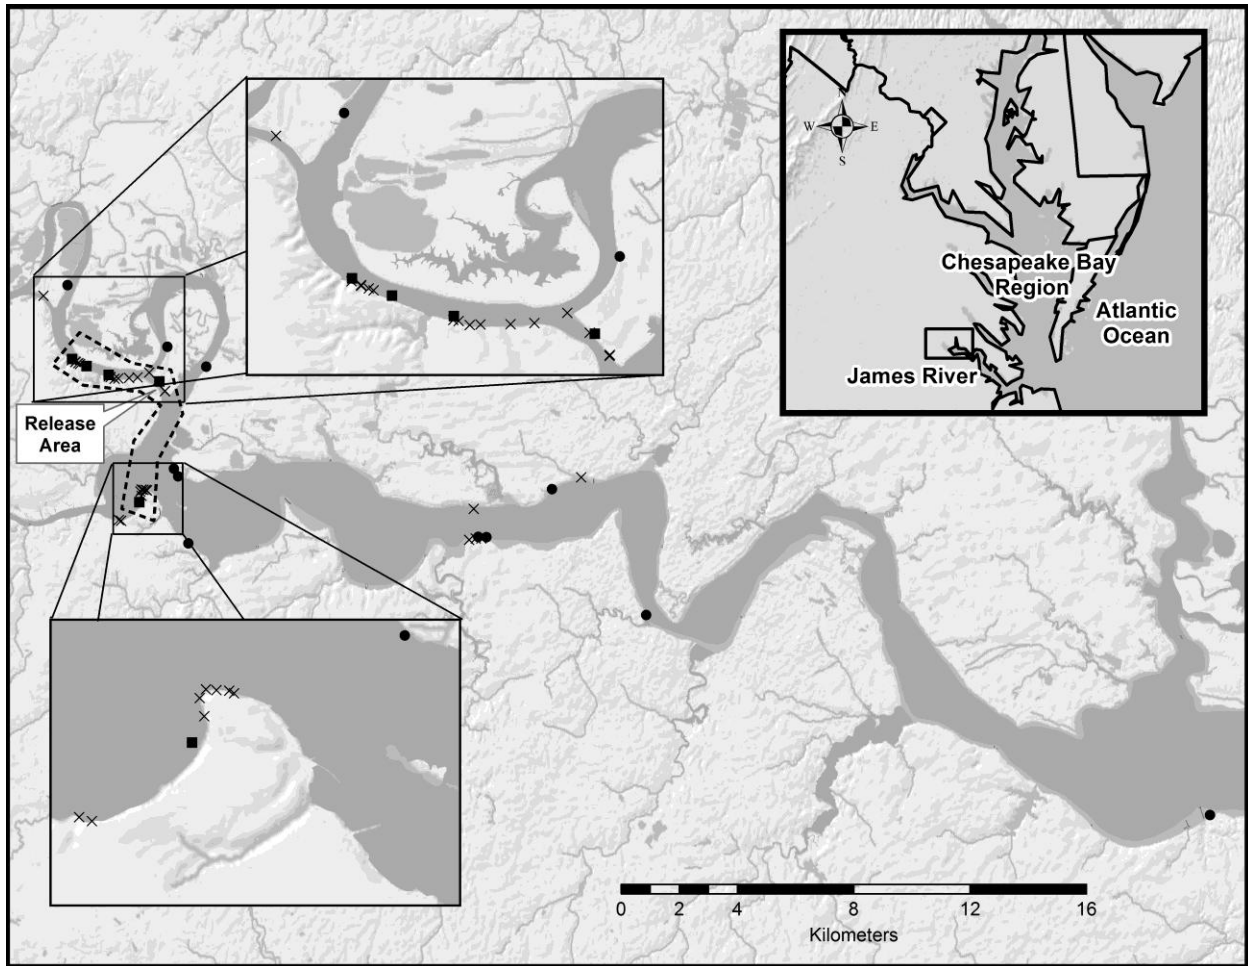 N
W E
S
Chesapeake Bay
Region
Atlantic
Ocean
James River
Release
Area
0 2 4 8 12 16
Kilometers